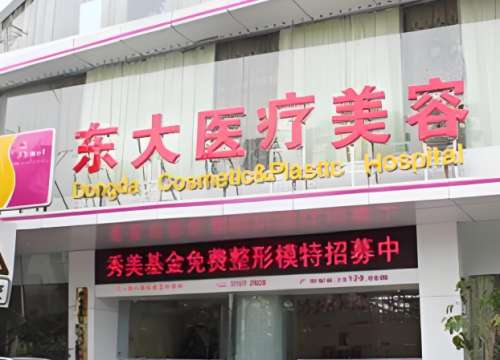 东大医疗美容
Dongda Cosmetic&Plastic Hospital
秀美基金免费整形模特招募中